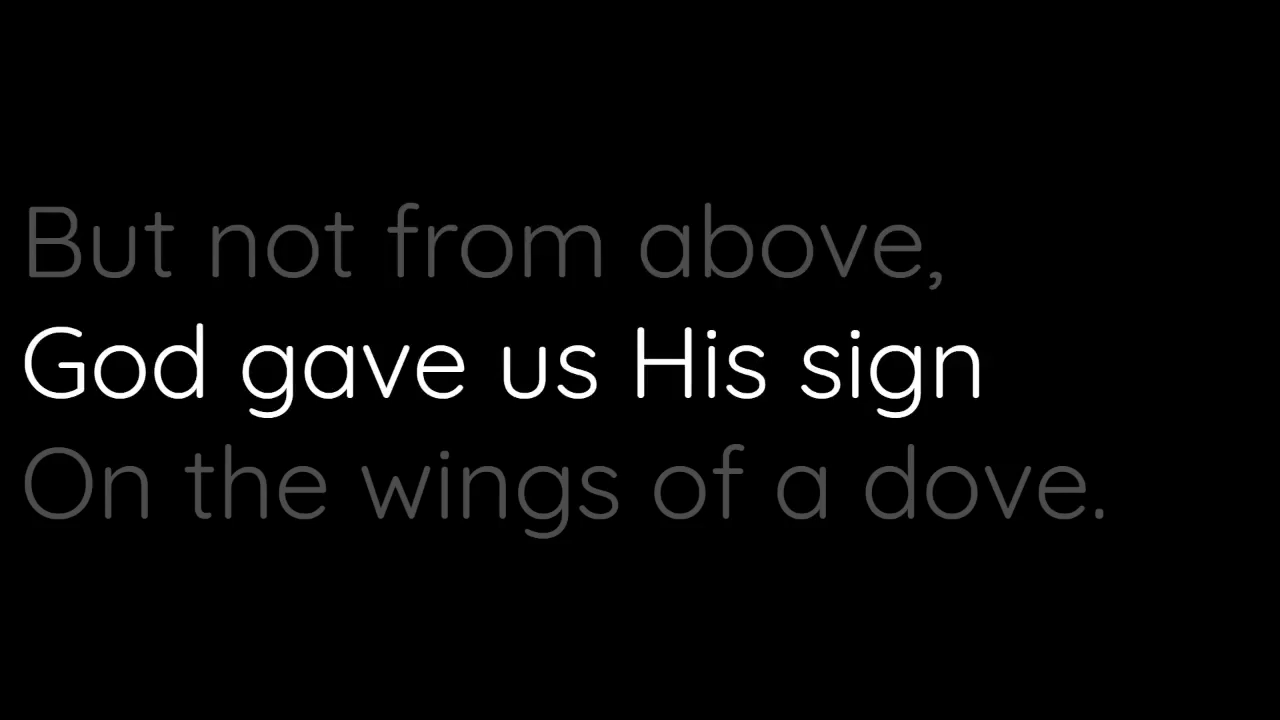 But not from above,
God gave us His sign
On the wings of a dove.